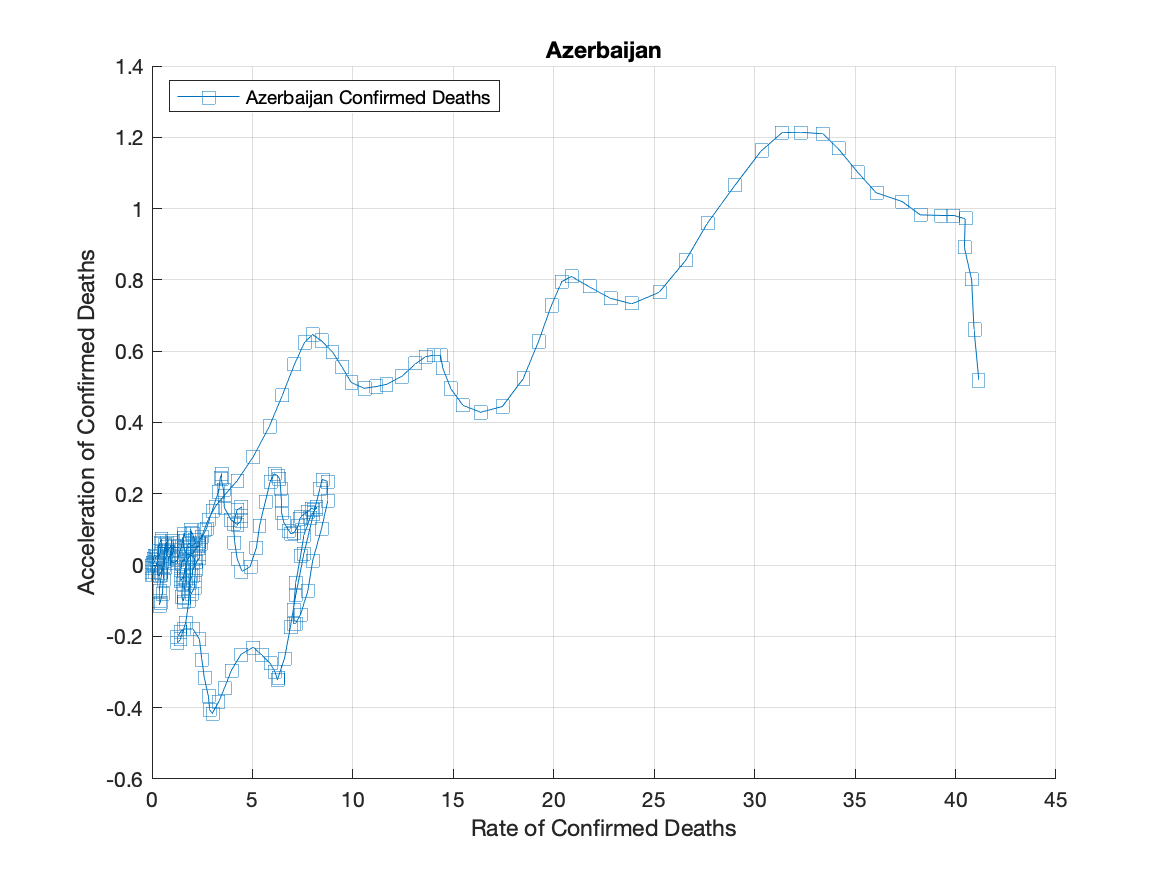 Azerbaijan
1.4
Azerbaijan Confirmed Deaths
1.2
1
0.8
0.6
0.4
0.2
0
-0.2
-0.4
-0.6
Acceleration of Confirmed Deaths
0 5 10 15 20 25 30 35 40 45
Rate of Confirmed Deaths